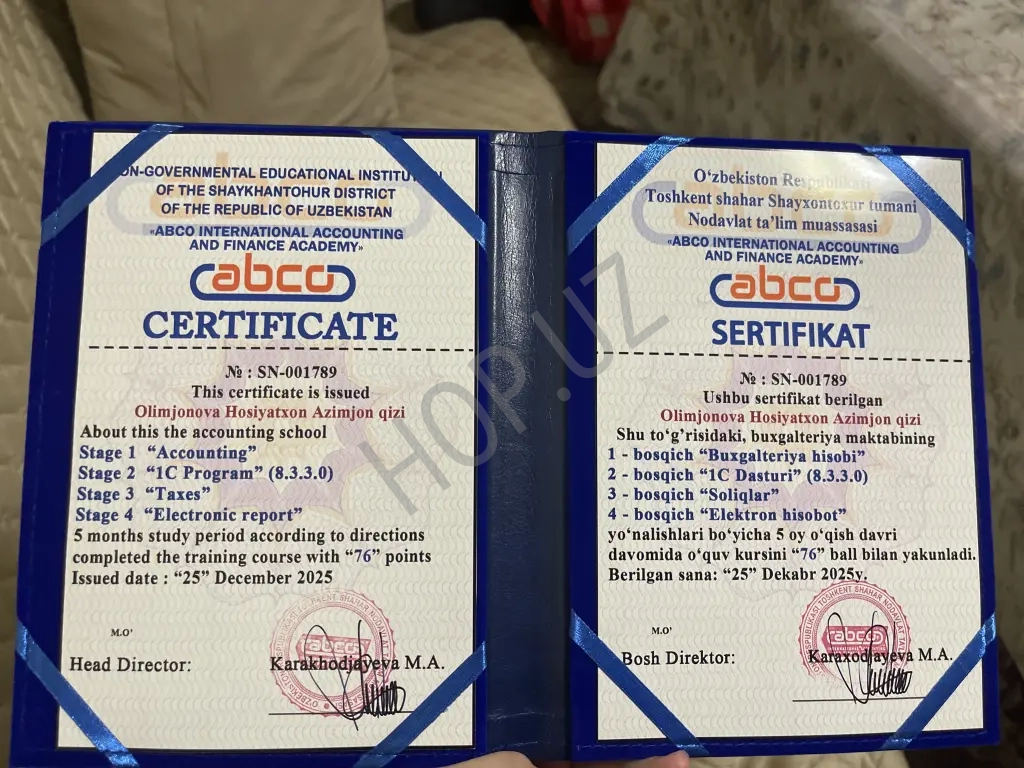 NON-GOVERNMENTAL EDUCATIONAL
OF THE SHAYKHANTOHUR DISTRICT
OF THE REPUBLIC OF UZBEKISTAN
«ABCO INTERNATIONAL ACCOUNTING
AND FINANCE ACADEMY»
abco
CERTIFICATE
№ : SN-001789
This certificate is issued
Olimjonova Hosiyatxon Azimjon qizi
About this the accounting school
Stage 1 “Accounting”
Stage 2 “1C Program” (8.3.3.0)
Stage 3 “Taxes”
Stage 4 “Electronic report”
5 months study period according to directions
completed the training course with “76” points
Issued date : “25” December 2025
M.O’
Head Director: Karakhodjayeva M.A.
abco
O‘zbekiston Respublikasi
Toshkent shahar Shayxontoxur tumani
Nodavlat ta’lim muassasasi
«ABCO INTERNATIONAL ACCOUNTING
AND FINANCE ACADEMY»
abco
SERTIFIKAT
№ : SN-001789
Ushbu sertifikat berilgan
Olimjonova Hosiyatxon Azimjon qizi
Shu to‘g’risidaki, buxgalteriya maktabining
1 - bosqich “Buxgalteriya hisobi”
2 - bosqich “1C Dasturi” (8.3.3.0)
3 - bosqich “Soliqlar”
4 - bosqich “Elektron hisobot”
yo‘nalishlari bo‘yicha 5 oy o‘qish davri
davomida o‘quv kursini “76” ball bilan yakunladi.
Berilgan sana: “25” Dekabr 2025y.
M.O’
Bosh Direktor: Karaxodjayeva M.A.
abco
HOP.UZ